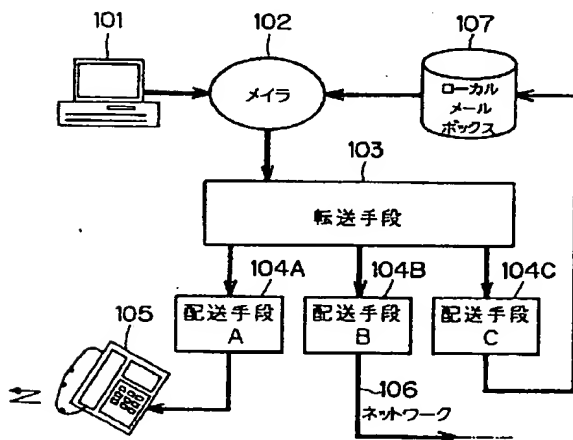 101
102
107
メイラ
ローカル
メール
ボックス
103
転送手段
104A
104B
104C
105
配送手段
A
配送手段
B
配送手段
C
106
ネットワーク